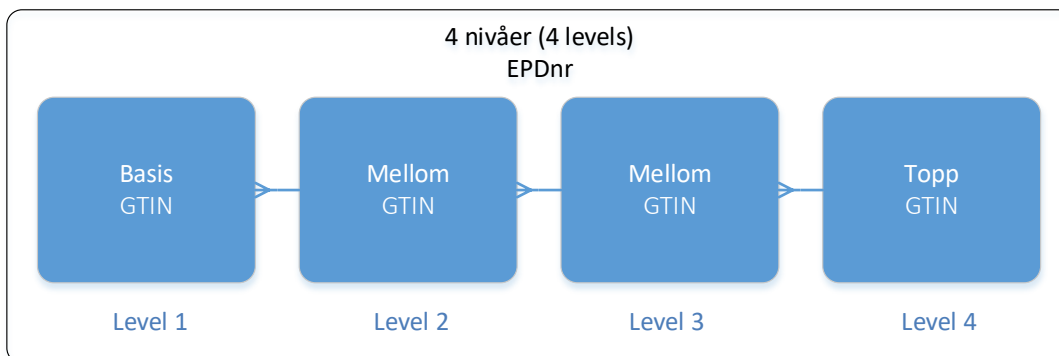 4 nivåer (4 levels)
EPDnr
Basis
GTIN
Mellom
GTIN
Mellom
GTIN
Topp
GTIN
Level 1
Level 2
Level 3
Level 4